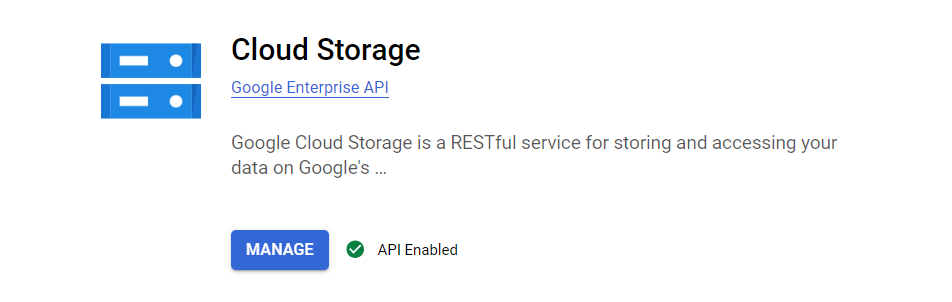 Cloud Storage
Google Enterprise API
Google Cloud Storage is a RESTful service for storing and accessing your
data on Google's ...
MANAGE
API Enabled